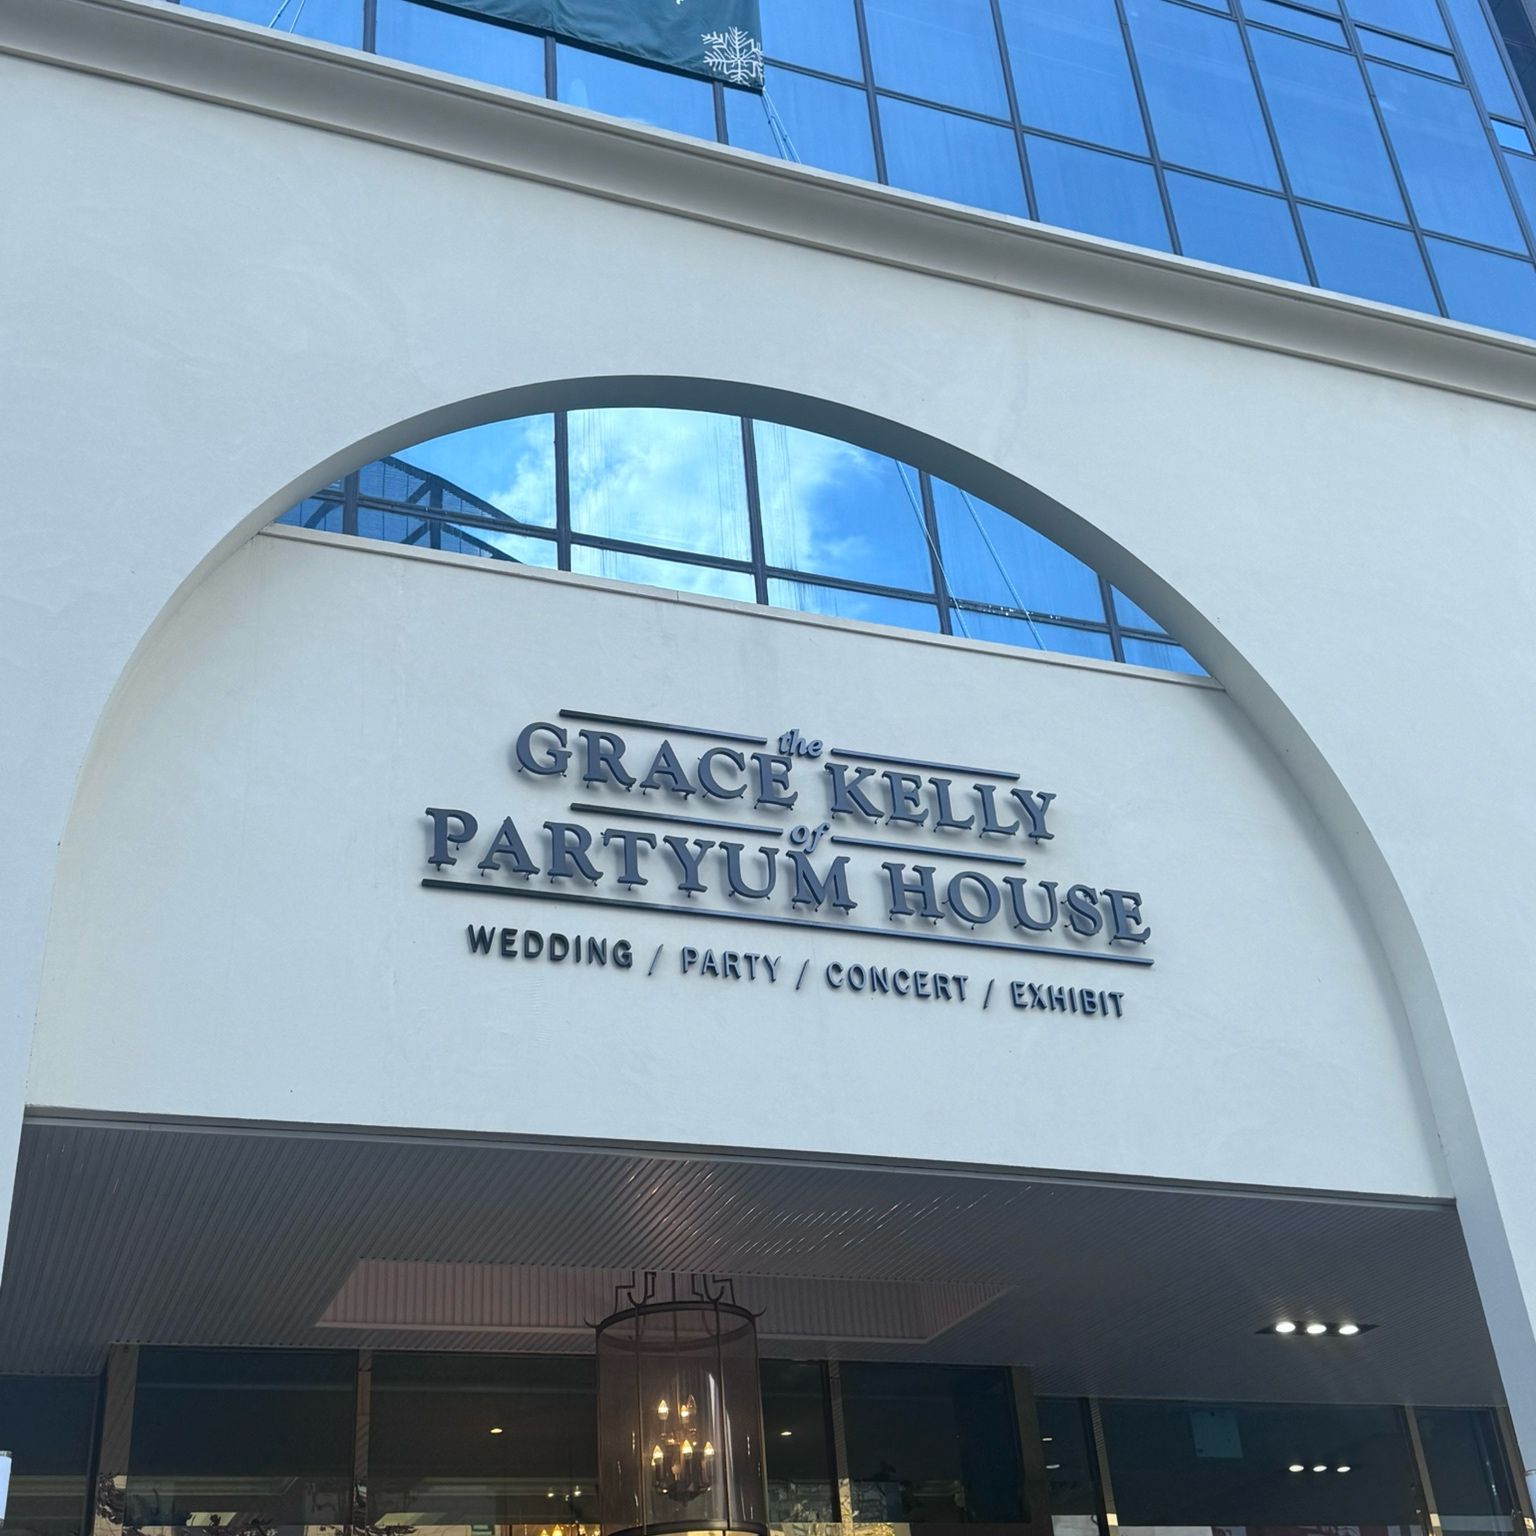 the
GRACE KELLY
of
PARTYUM HOUSE
WEDDING / PARTY / CONCERT / EXHIBIT